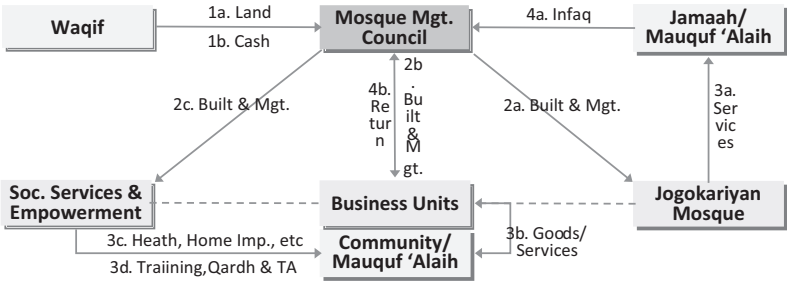 Waqif
1a. Land
1b. Cash
Mosque Mgt.
Council
4a. Infaq
Jamaah/
Mauquf ‘Alaih
2c. Built & Mgt.
4b.
Re
tur
n
2b
.
Bu
ilt
&
M
gt.
2a. Built & Mgt.
3a.
Ser
vic
es
Soc. Services &
Empowerment
Business Units
Jogokariyan
Mosque
3c. Heath, Home Imp., etc
3d. Traiining,Qardh & TA
Community/
Mauquf ‘Alaih
3b. Goods/
Services